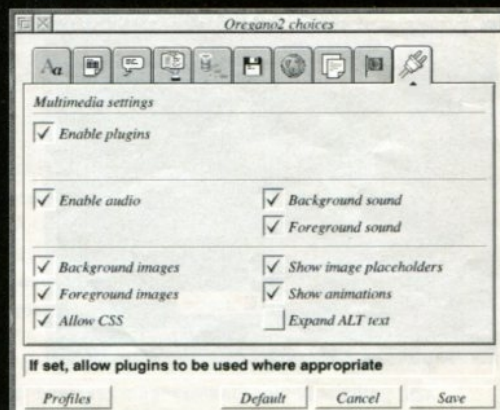 Oregano2 choices
Aa
Multimedia settings
Enable plugins
Enable audio
Background sound
Foreground sound
Background images
Show image placeholders
Foreground images
Show animations
Allow CSS
Expand ALT text
If set, allow plugins to be used where appropriate
Profiles
Default
Cancel
Save